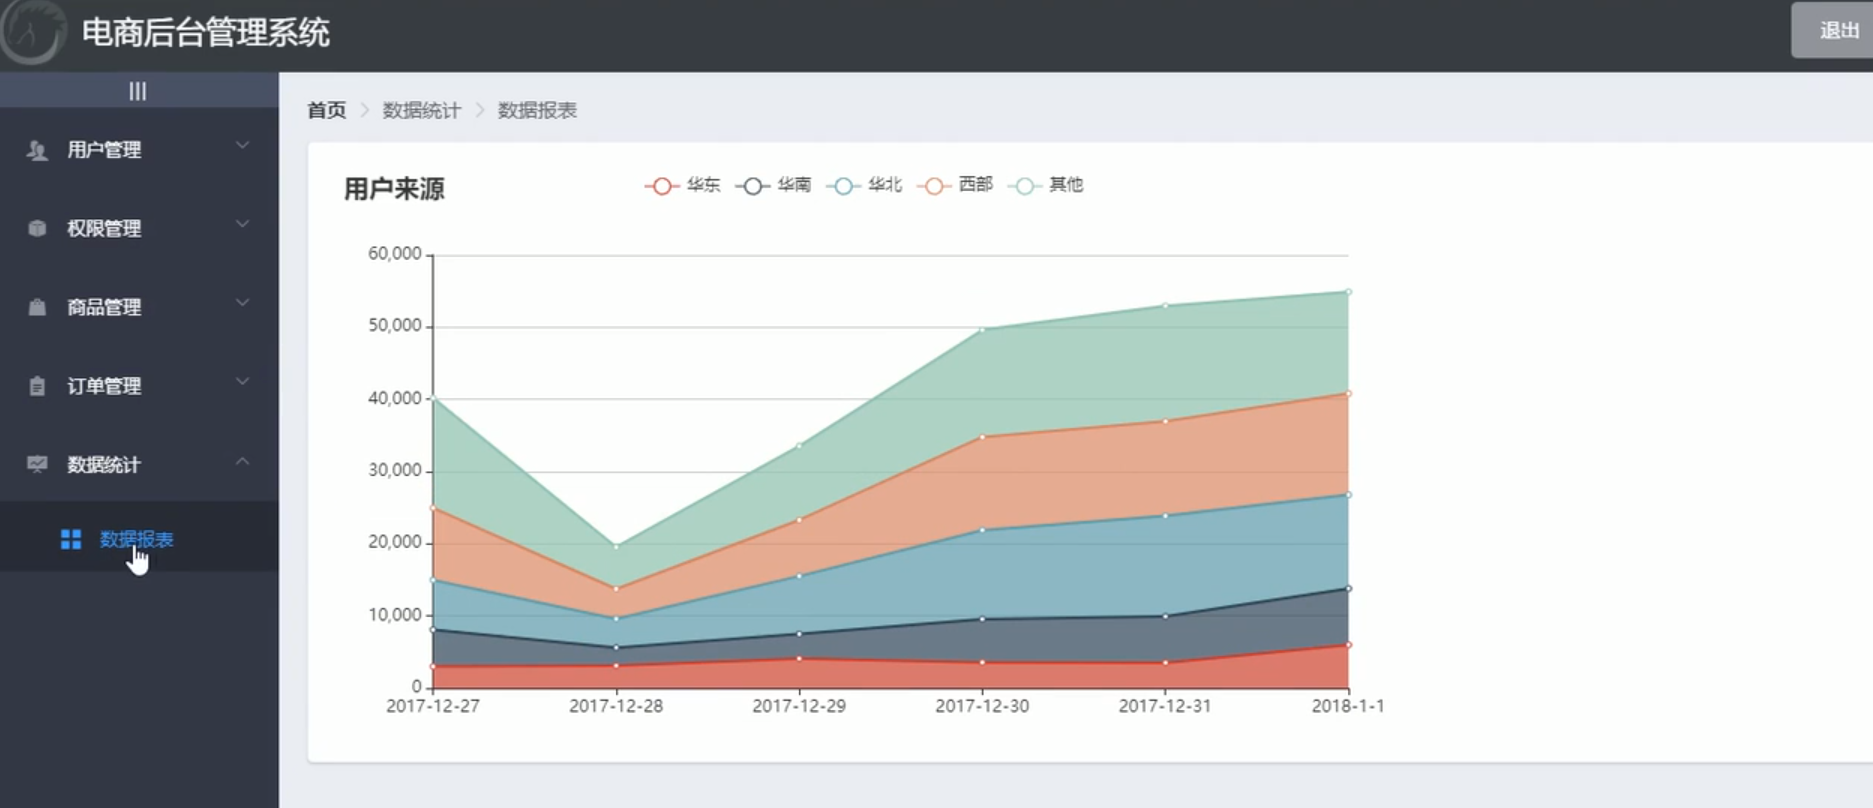 电商后台管理系统
退出
用户管理
权限管理
商品管理
订单管理
数据统计
数据报表
首页 > 数据统计 > 数据报表
用户来源
华东 华南 华北 西部 其他
60,000
50,000
40,000
30,000
20,000
10,000
0
2017-12-27 2017-12-28 2017-12-29 2017-12-30 2017-12-31 2018-1-1